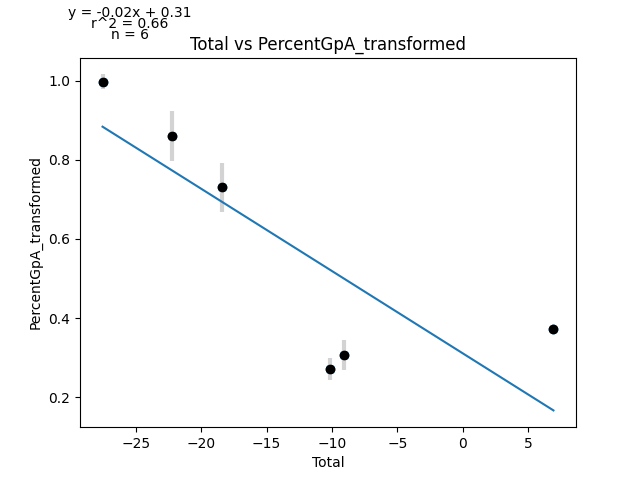 y = -0.02x + 0.31
r^2 = 0.66
n = 6
Total vs PercentGpA_transformed
PercentGpA_transformed
1.0
0.8
0.6
0.4
0.2
−25
−20
−15
−10
−5
0
5
Total